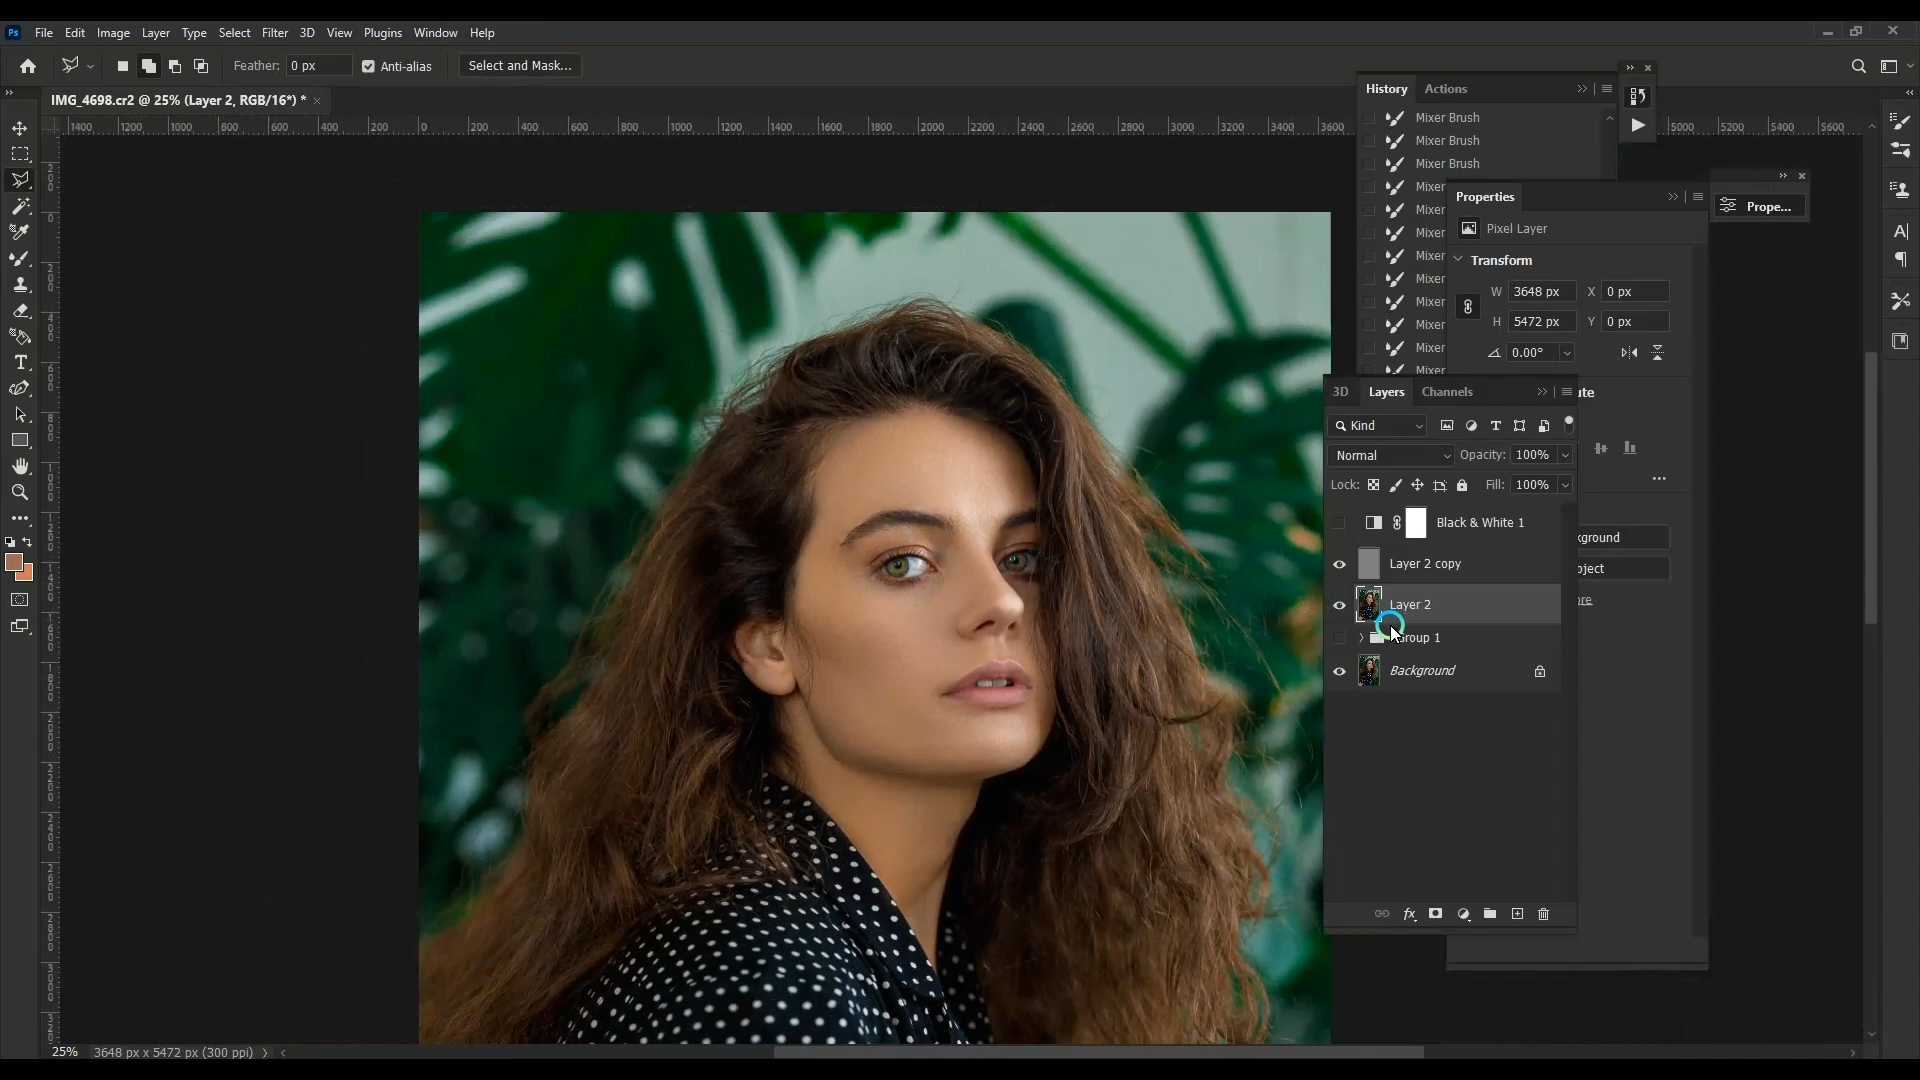 Ps File Edit Image Layer Type Select Filter 3D View Plugins Window Help
Feather: 0 px Anti-alias Select and Mask...
IMG_4698.cr2 @ 25% (Layer 2, RGB/16*) * ×
1400 1200 1000 800 600 400 200 0 200 400 600 800 1000 1200 1400 1600 1800 2000 2200 2400 2600 2800 3000 3200 3400 3600 5000 5200 5400 5600
History Actions
Mixer Brush
Mixer Brush
Mixer Brush
Mixer
Mixer
Mixer
Mixer
Mixer
Mixer
Mixer
Mixer
Mixer
Properties
Prope...
Pixel Layer
Transform
W 3648 px X 0 px
H 5472 px Y 0 px
0.00°
3D Layers Channels
ute
Kind
Normal Opacity: 100%
Lock: Fill: 100%
Black & White 1
kground
Layer 2 copy
bject
Layer 2
re
Group 1
Background
fx
25% 3648 px x 5472 px (300 ppi)